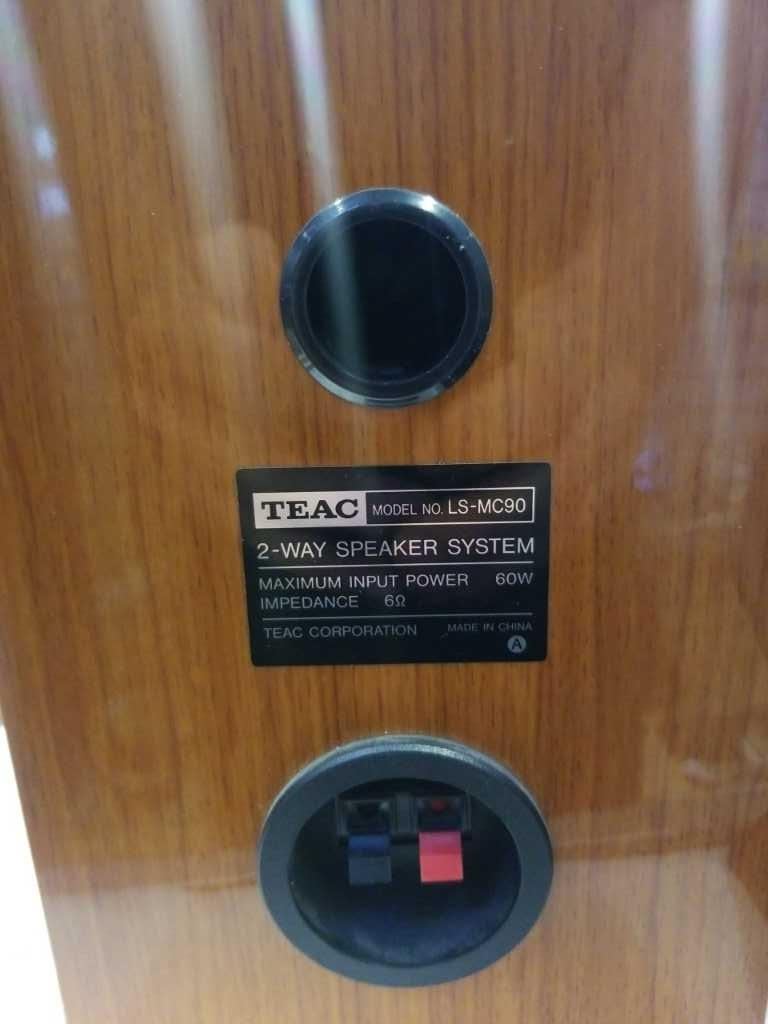 TEAC MODEL NO. LS-MC90
2-WAY SPEAKER SYSTEM
MAXIMUM INPUT POWER 60W
IMPEDANCE 6Ω
TEAC CORPORATION MADE IN CHINA
A